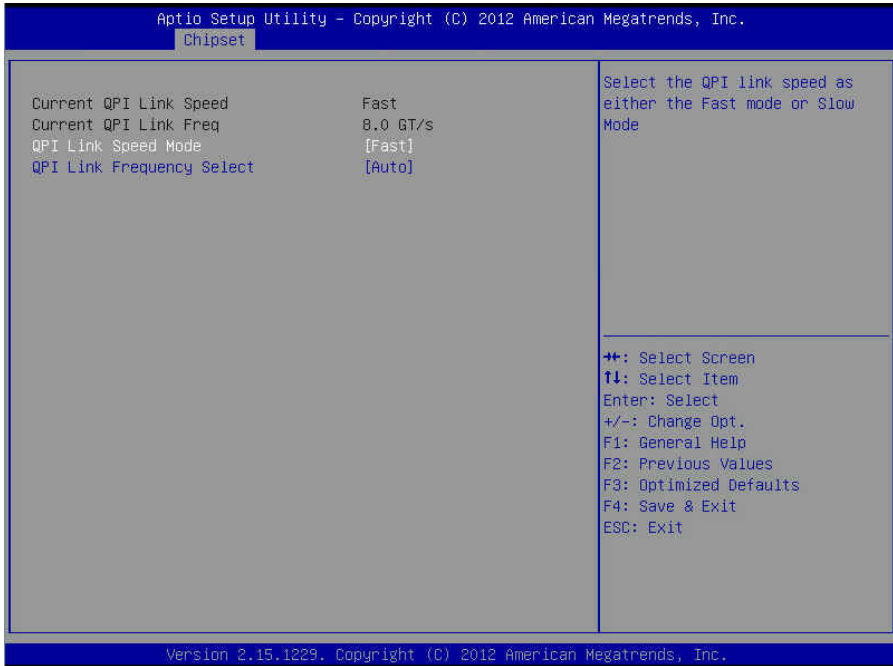 Aptio Setup Utility – Copyright (C) 2012 American Megatrends, Inc.
Chipset
Current QPI Link Speed Fast
Current QPI Link Freq 8.0 GT/s
QPI Link Speed Mode [Fast]
QPI Link Frequency Select [Auto]
Select the QPI link speed as
either the Fast mode or Slow
Mode
→←: Select Screen
↑↓: Select Item
Enter: Select
+/-: Change Opt.
F1: General Help
F2: Previous Values
F3: Optimized Defaults
F4: Save & Exit
ESC: Exit
Version 2.15.1229. Copyright (C) 2012 American Megatrends, Inc.